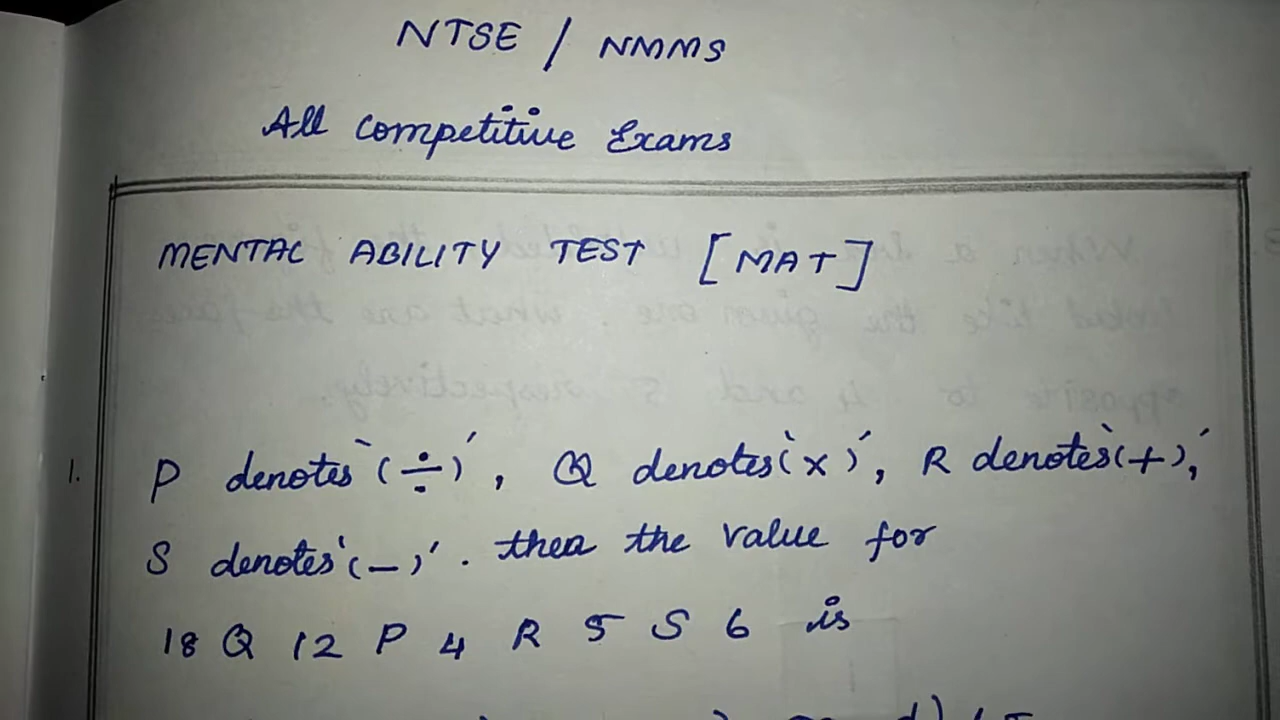 NTSE / NMMS
All Competitive Exams
MENTAL ABILITY TEST [MAT]
1. P denotes `(÷)', Q denotes`(x)', R denotes`(+)',
S denotes'(-)'. then the value for
18 Q 12 P 4 R 5 S 6 is